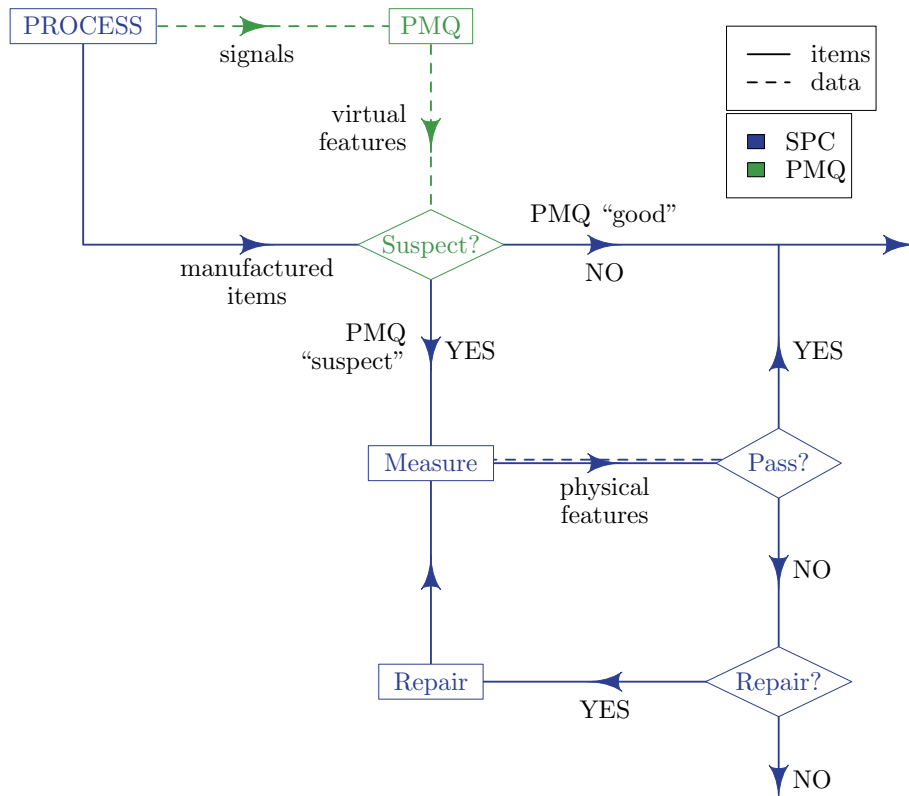 PROCESS
PMQ
signals
items
data
virtual
features
SPC
PMQ
PMQ “good”
Suspect?
NO
manufactured
items
PMQ
“suspect”
YES
YES
Measure
Pass?
physical
features
NO
Repair
Repair?
YES
NO